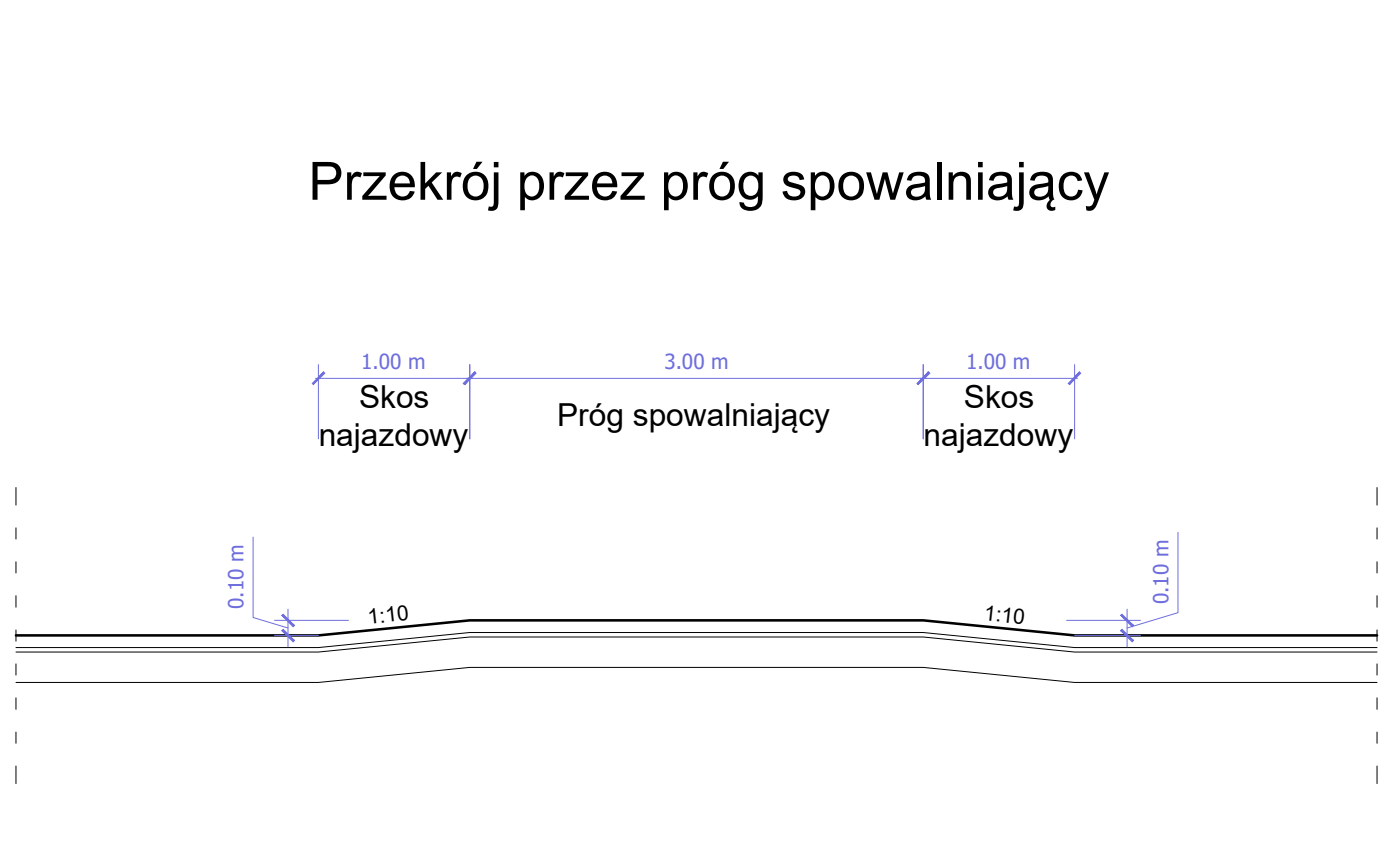 Przekrój przez próg spowalniający
1.00 m
3.00 m
1.00 m
Skos
najazdowy
Próg spowalniający
Skos
najazdowy
0.10 m
1:10
1:10
0.10 m